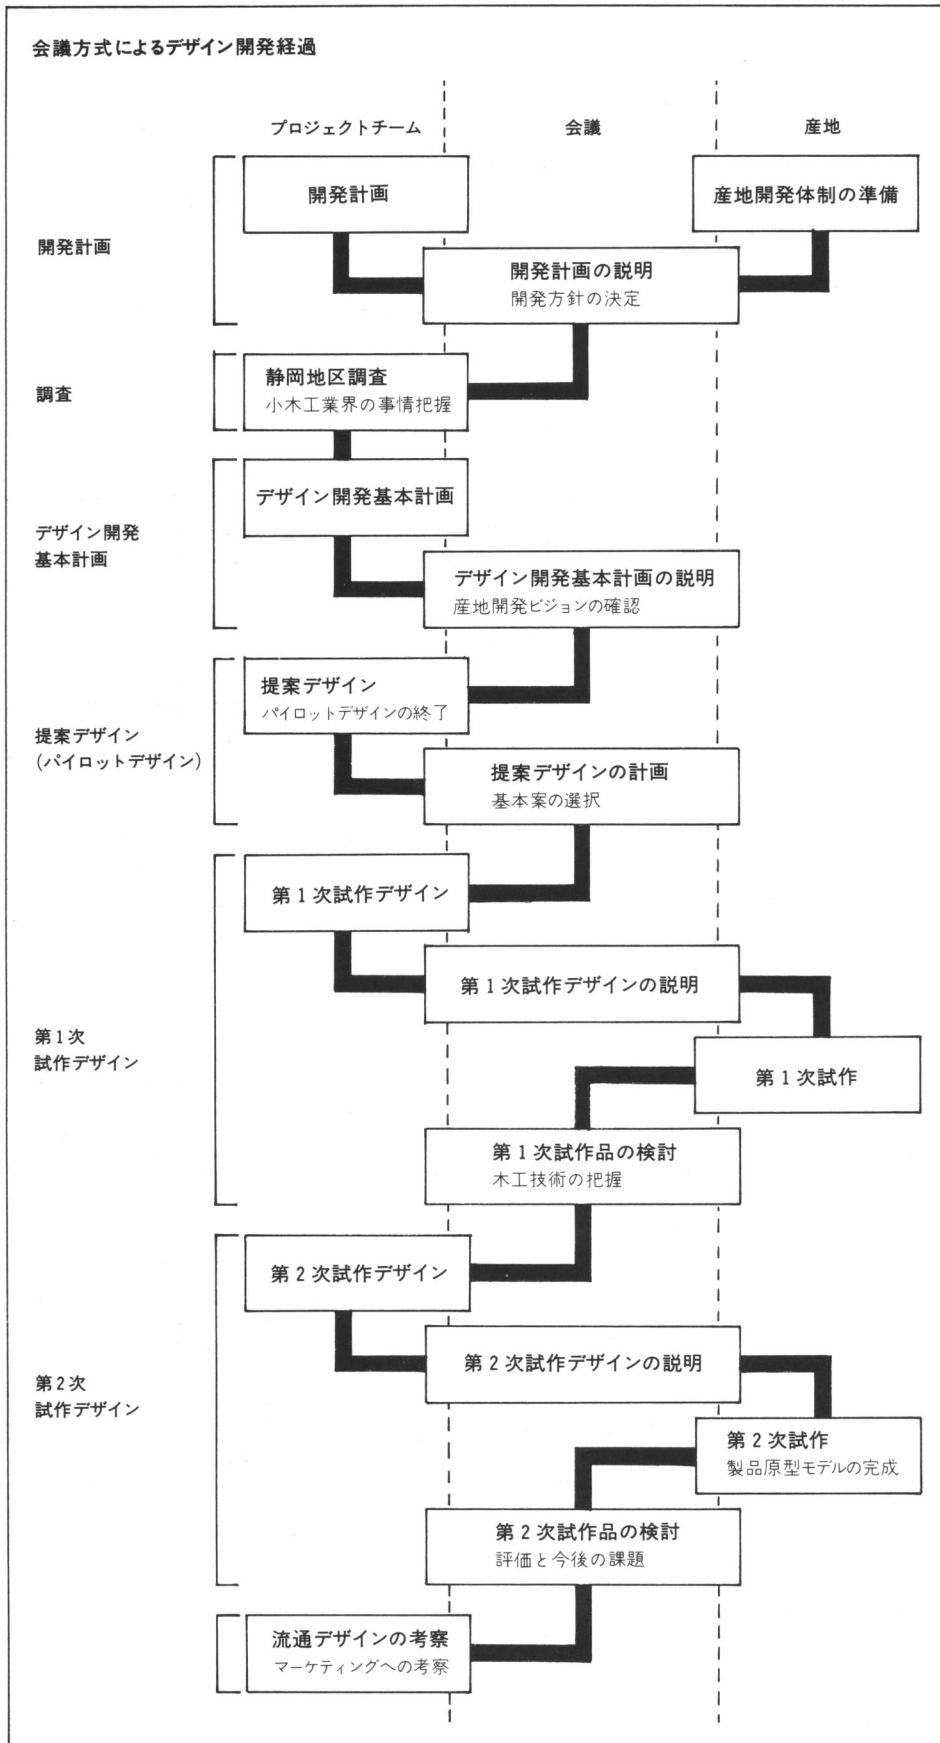 会議方式によるデザイン開発経過
プロジェクトチーム
会議
産地
開発計画
開発計画
産地開発体制の準備
開発計画の説明
開発方針の決定
調査
静岡地区調査
小木工業界の事情把握
デザイン開発
基本計画
デザイン開発基本計画
デザイン開発基本計画の説明
産地開発ビジョンの確認
提案デザイン
(パイロットデザイン)
提案デザイン
パイロットデザインの終了
提案デザインの計画
基本案の選択
第1次
試作デザイン
第1次試作デザイン
第1次試作デザインの説明
第1次試作
第1次試作品の検討
木工技術の把握
第2次
試作デザイン
第2次試作デザイン
第2次試作デザインの説明
第2次試作
製品原型モデルの完成
第2次試作品の検討
評価と今後の課題
流通デザインの考察
マーケティングへの考察